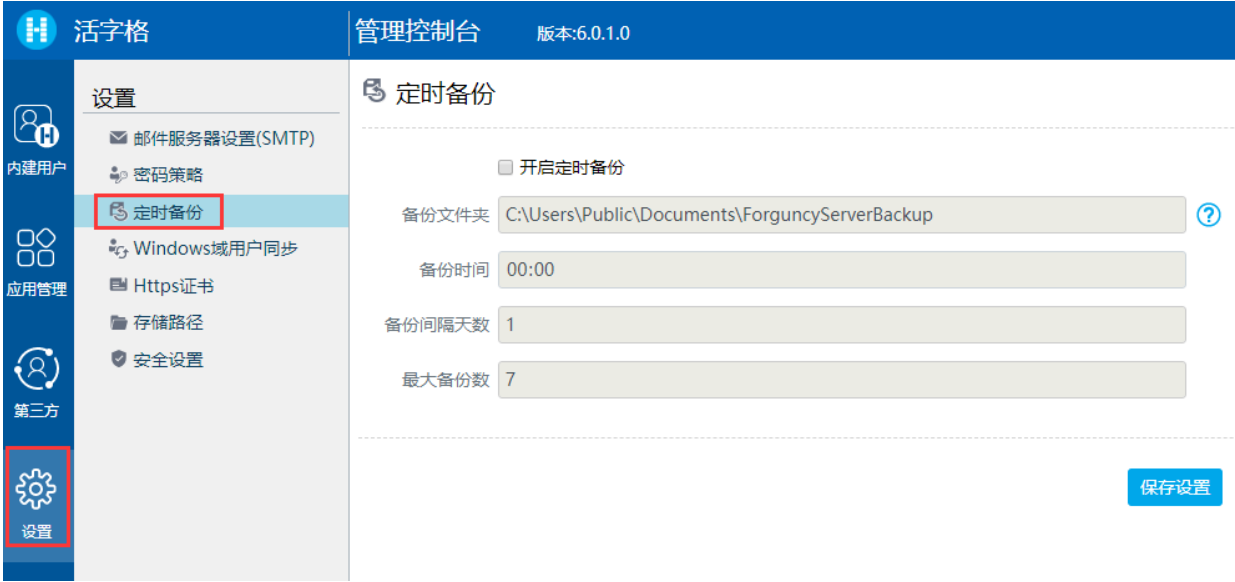 活字格
管理控制台 版本:6.0.1.0
内建用户
应用管理
第三方
设置
设置
邮件服务器设置(SMTP)
密码策略
定时备份
Windows域用户同步
Https证书
存储路径
安全设置
定时备份
开启定时备份
备份文件夹 C:\Users\Public\Documents\ForguncyServerBackup
备份时间 00:00
备份间隔天数 1
最大备份数 7
保存设置